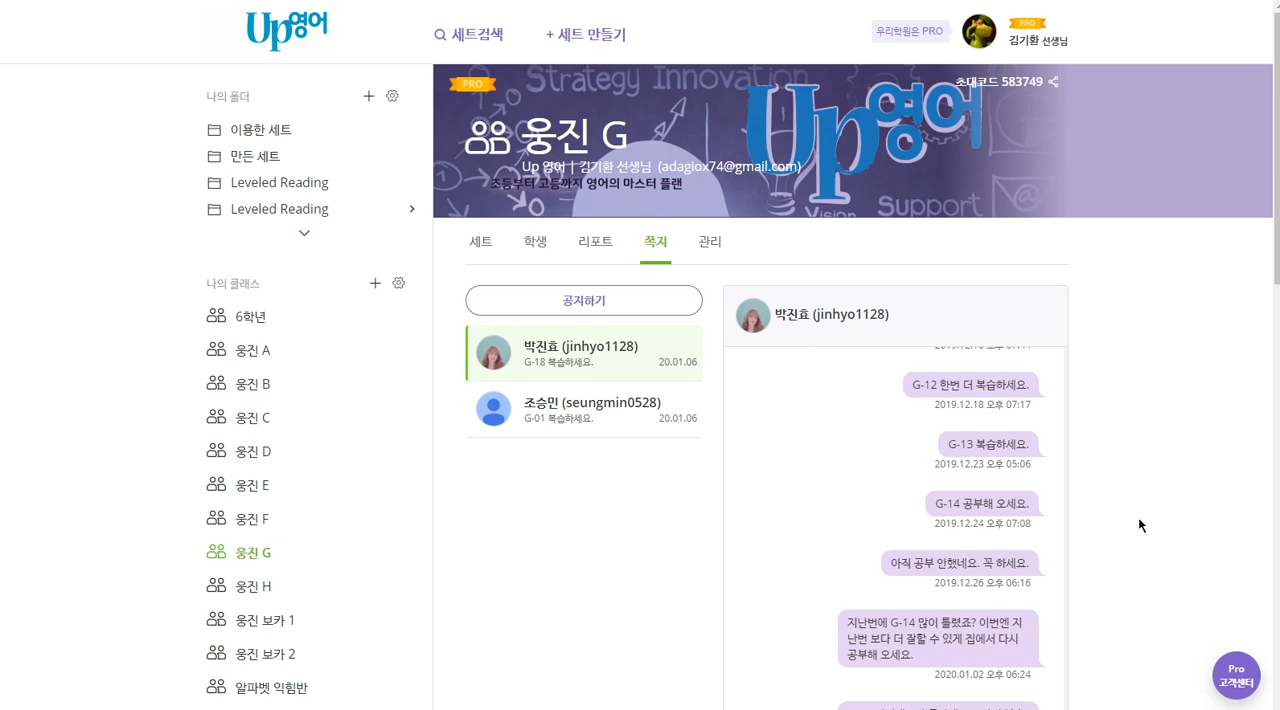 Up영어
세트검색
+ 세트 만들기
우리학원은 PRO
PRO
김기환 선생님
나의 폴더
이용한 세트
만든 세트
Leveled Reading
Leveled Reading
나의 클래스
6학년
웅진 A
웅진 B
웅진 C
웅진 D
웅진 E
웅진 F
웅진 G
웅진 H
웅진 보카 1
웅진 보카 2
알파벳 익힘반
PRO
Strategy Innovation
초대코드 583749
Up영어
웅진 G
Up 영어 | 김기환 선생님 (adagiox74@gmail.com)
초등부터 고등까지 영어의 마스터 플랜
Vision
Support
세트
학생
리포트
쪽지
관리
공지하기
박진효 (jinhyo1128)
G-18 복습하세요.
20.01.06
조승민 (seungmin0528)
G-01 복습하세요.
20.01.06
박진효 (jinhyo1128)
G-12 한번 더 복습하세요.
2019.12.18 오후 07:17
G-13 복습하세요.
2019.12.23 오후 05:06
G-14 공부해 오세요.
2019.12.24 오후 07:08
아직 공부 안했네요. 꼭 하세요.
2019.12.26 오후 06:16
지난번에 G-14 많이 틀렸죠? 이번엔 지
난번 보다 더 잘할 수 있게 집에서 다시
공부해 오세요.
2020.01.02 오후 06:24
Pro
고객센터